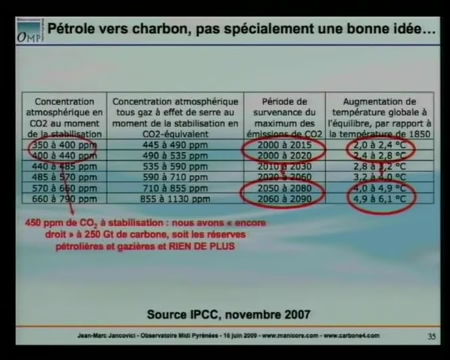 OMP
Pétrole vers charbon, pas spécialement une bonne idée…
Concentration atmosphérique en CO2 au moment de la stabilisation
Concentration atmosphérique tous gaz à effet de serre au moment de la stabilisation en CO2-équivalent
Période de survenance du maximum des émissions de CO2
Augmentation de température globale à l'équilibre, par rapport à la température de 1850
350 à 400 ppm 445 à 490 ppm 2000 à 2015 2,0 à 2,4 °C
400 à 440 ppm 490 à 535 ppm 2000 à 2020 2,4 à 2,8 °C
440 à 485 ppm 535 à 590 ppm 2010 à 2030 2,8 à 3,2 °C
485 à 570 ppm 590 à 710 ppm 2020 à 2060 3,2 à 4,0 °C
570 à 660 ppm 710 à 855 ppm 2050 à 2080 4,0 à 4,9 °C
660 à 790 ppm 855 à 1130 ppm 2060 à 2090 4,9 à 6,1 °C
450 ppm de CO2 à stabilisation : nous avons « encore
droit » à 250 Gt de carbone, soit les réserves
pétrolières et gazières et RIEN DE PLUS
Source IPCC, novembre 2007
Jean-Marc Jancovici - Observatoire Midi Pyrénées - 16 juin 2009 - www.manicore.com - www.carbone4.com 35